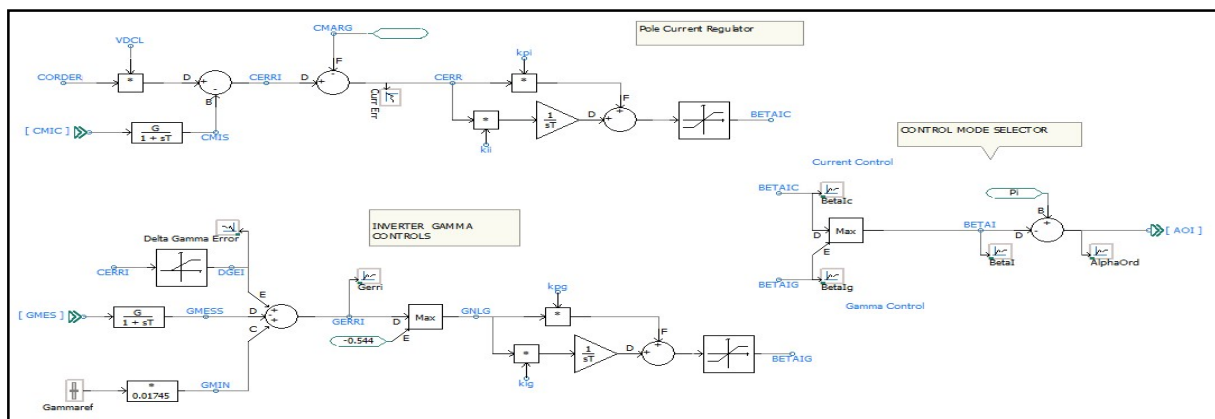 CMARG
Pole Current Regulator
VDCL
F
-
kpi
CORDER
*
D
+
-
CERRI
D
+
CERR
*
B
F
Curr Err
[ CMIC ]
G
1 + sT
CMIS
*
1
sT
D
+
+
BETAIC
kii
CONTROL MODE SELECTOR
Current Control
BETAIC
BetaIc
Pi
B
+
D
Max
BETAI
D
-
[ AOI ]
E
BetaI
AlphaOrd
BETAIG
BetaIg
Gamma Control
INVERTER GAMMA
CONTROLS
Delta Gamma Error
CERRI
DGEI
Gerri
kpg
E
[ GMES ]
G
1 + sT
GMESS
D
-
+
+
C
GERRI
D
Max
GNLG
*
F
-0.544
E
*
1
sT
D
+
+
BETAIG
kig
Gammaref
*
0.01745
GMIN